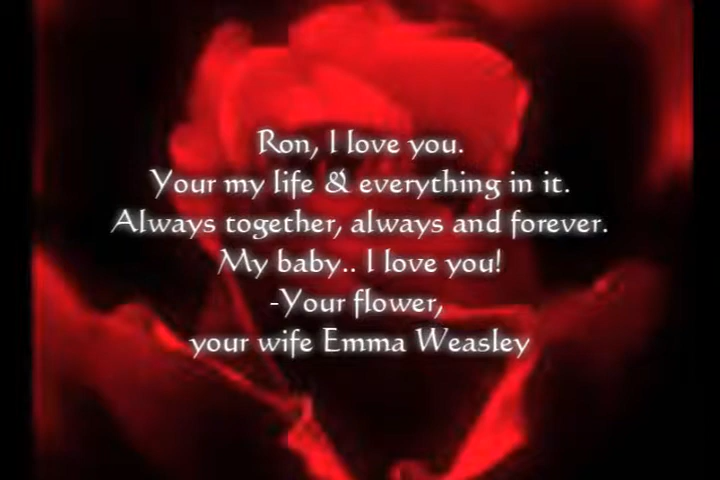 Ron, I love you.
Your my life & everything in it.
Always together, always and forever.
My baby.. I love you!
-Your flower,
your wife Emma Weasley